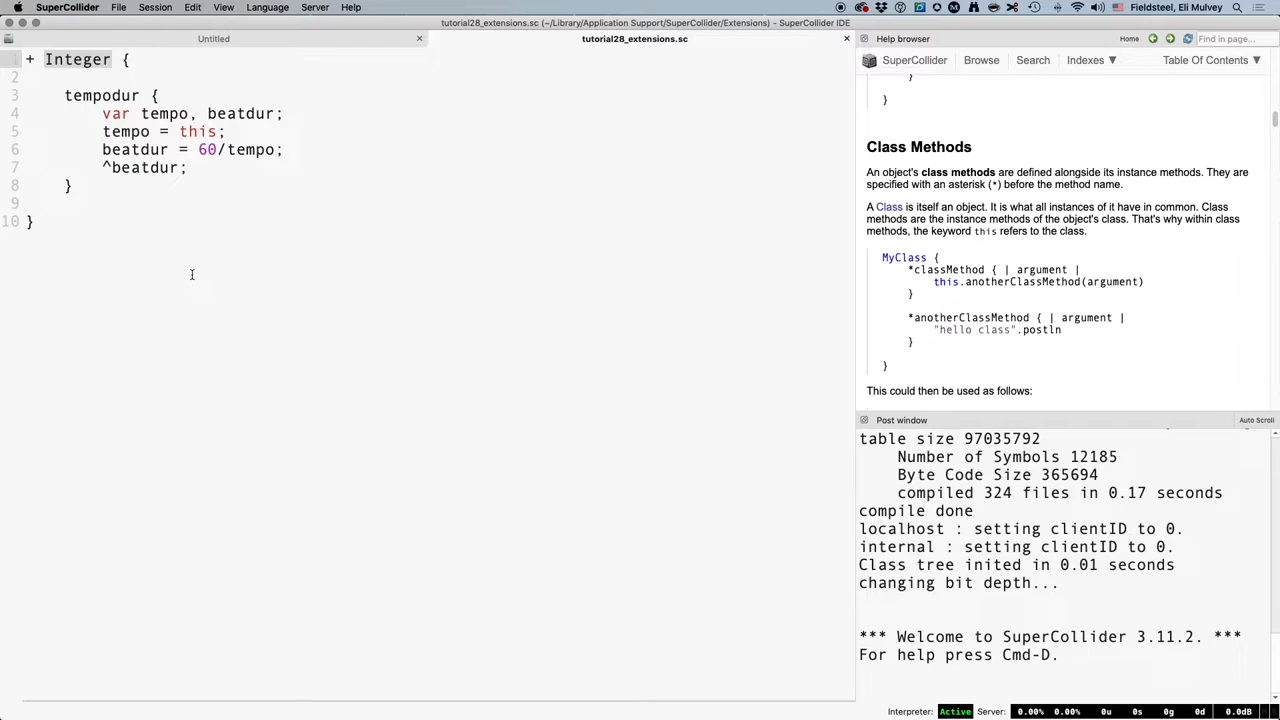 SuperCollider File Session Edit View Language Server Help Fieldsteel, Eli Mulvey
tutorial28_extensions.sc (~/Library/Application Support/SuperCollider/Extensions) - SuperCollider IDE
Untitled
tutorial28_extensions.sc
1 + Integer {
2
3 tempodur {
4 var tempo, beatdur;
5 tempo = this;
6 beatdur = 60/tempo;
7 ^beatdur;
8 }
9
10 }
Help browser Home Find in page...
SuperCollider Browse Search Indexes ▼ Table Of Contents ▼
}
}
Class Methods
An object's class methods are defined alongside its instance methods. They are
specified with an asterisk (*) before the method name.
A Class is itself an object. It is what all instances of it have in common. Class
methods are the instance methods of the object's class. That's why within class
methods, the keyword this refers to the class.
MyClass {
*classMethod { | argument |
this.anotherClassMethod(argument)
}
*anotherClassMethod { | argument |
"hello class".postln
}
}
This could then be used as follows:
Post window Auto Scroll
table size 97035792
Number of Symbols 12185
Byte Code Size 365694
compiled 324 files in 0.17 seconds
compile done
localhost : setting clientID to 0.
internal : setting clientID to 0.
Class tree inited in 0.01 seconds
changing bit depth...
*** Welcome to SuperCollider 3.11.2. ***
For help press Cmd-D.
Interpreter: Active Server: 0.00% 0.00% 0u 0s 0g 0d 0.0dB